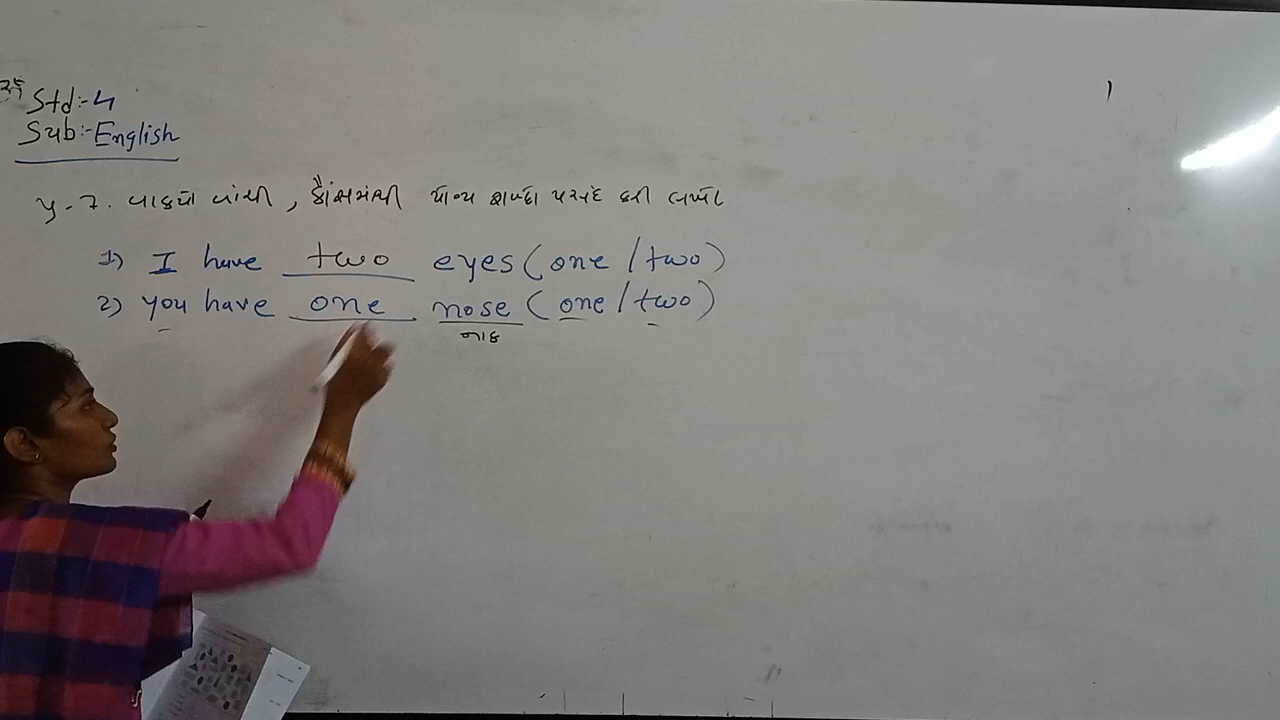 Std:- 4
Sub:- English
પ્ર-7. વાક્યો વાંચી, કૌંસમાંથી યોગ્ય શબ્દો પસંદ કરી લખો
1) I have two eyes (one / two)
2) you have one nose (one / two)
નાક